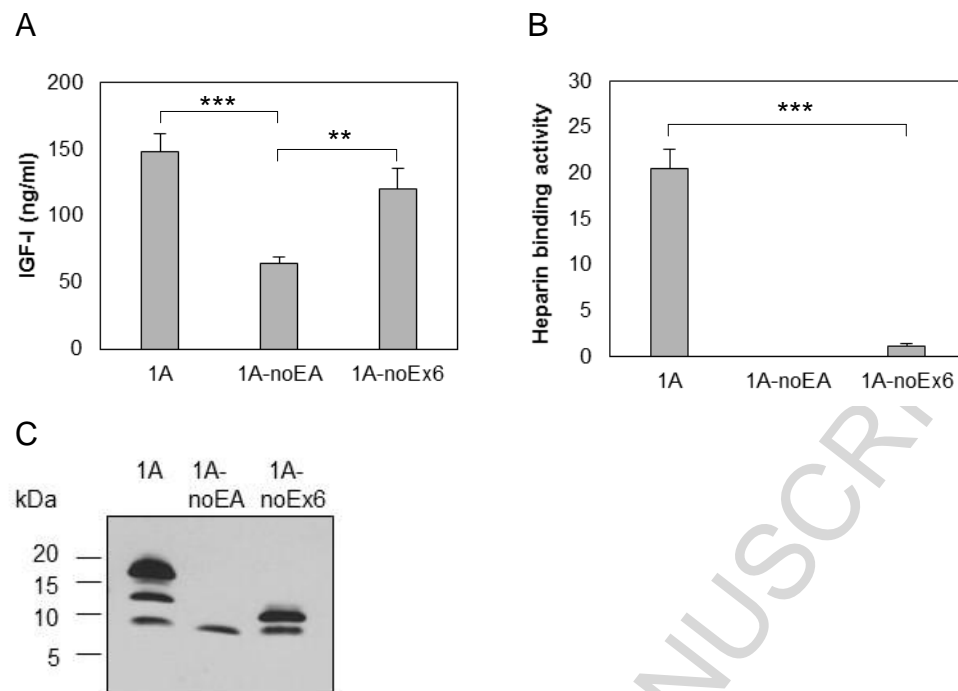 A
200
150
100
50
0
IGF-I (ng/ml)
***
**
1A 1A-noEA 1A-noEx6
B
30
25
20
15
10
5
0
Heparin binding activity
***
1A 1A-noEA 1A-noEx6
C
1A 1A- 1A-
kDa noEA noEx6
20
15
10
5
NUSCRI